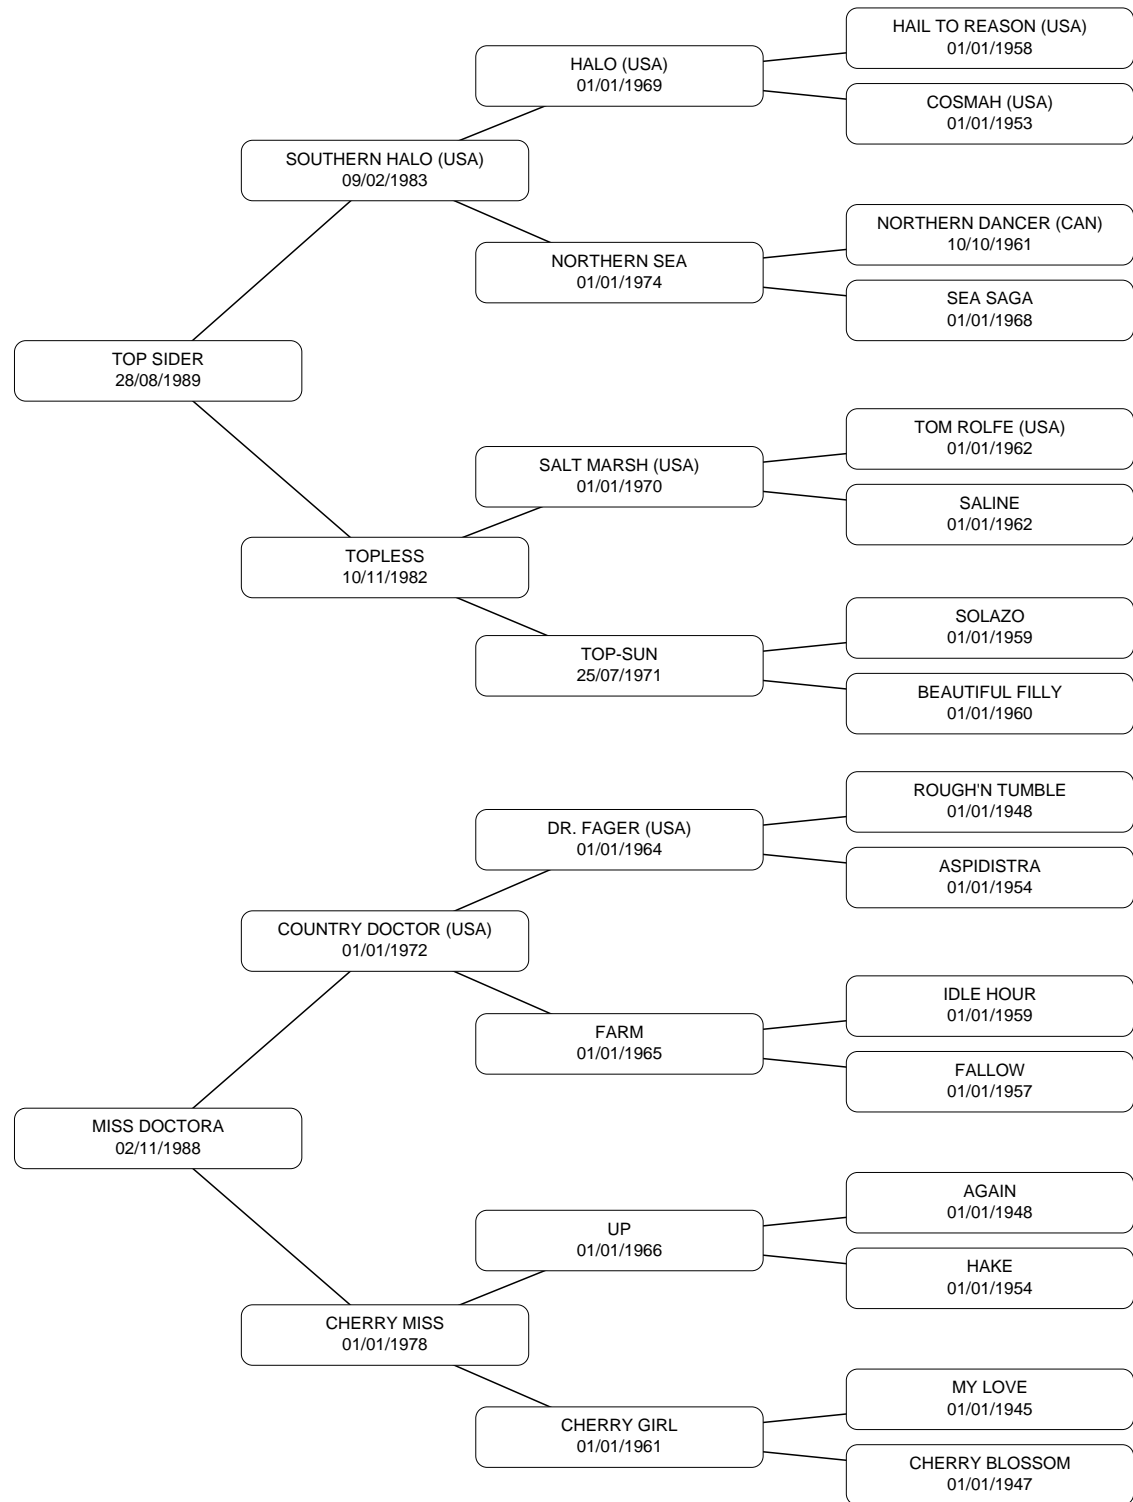 HAIL TO REASON (USA)
01/01/1958
HALO (USA)
01/01/1969
COSMAH (USA)
01/01/1953
SOUTHERN HALO (USA)
09/02/1983
NORTHERN DANCER (CAN)
10/10/1961
NORTHERN SEA
01/01/1974
SEA SAGA
01/01/1968
TOP SIDER
28/08/1989
TOM ROLFE (USA)
01/01/1962
SALT MARSH (USA)
01/01/1970
SALINE
01/01/1962
TOPLESS
10/11/1982
SOLAZO
01/01/1959
TOP-SUN
25/07/1971
BEAUTIFUL FILLY
01/01/1960
ROUGH'N TUMBLE
01/01/1948
DR. FAGER (USA)
01/01/1964
ASPIDISTRA
01/01/1954
COUNTRY DOCTOR (USA)
01/01/1972
IDLE HOUR
01/01/1959
FARM
01/01/1965
FALLOW
01/01/1957
MISS DOCTORA
02/11/1988
AGAIN
01/01/1948
UP
01/01/1966
HAKE
01/01/1954
CHERRY MISS
01/01/1978
MY LOVE
01/01/1945
CHERRY GIRL
01/01/1961
CHERRY BLOSSOM
01/01/1947